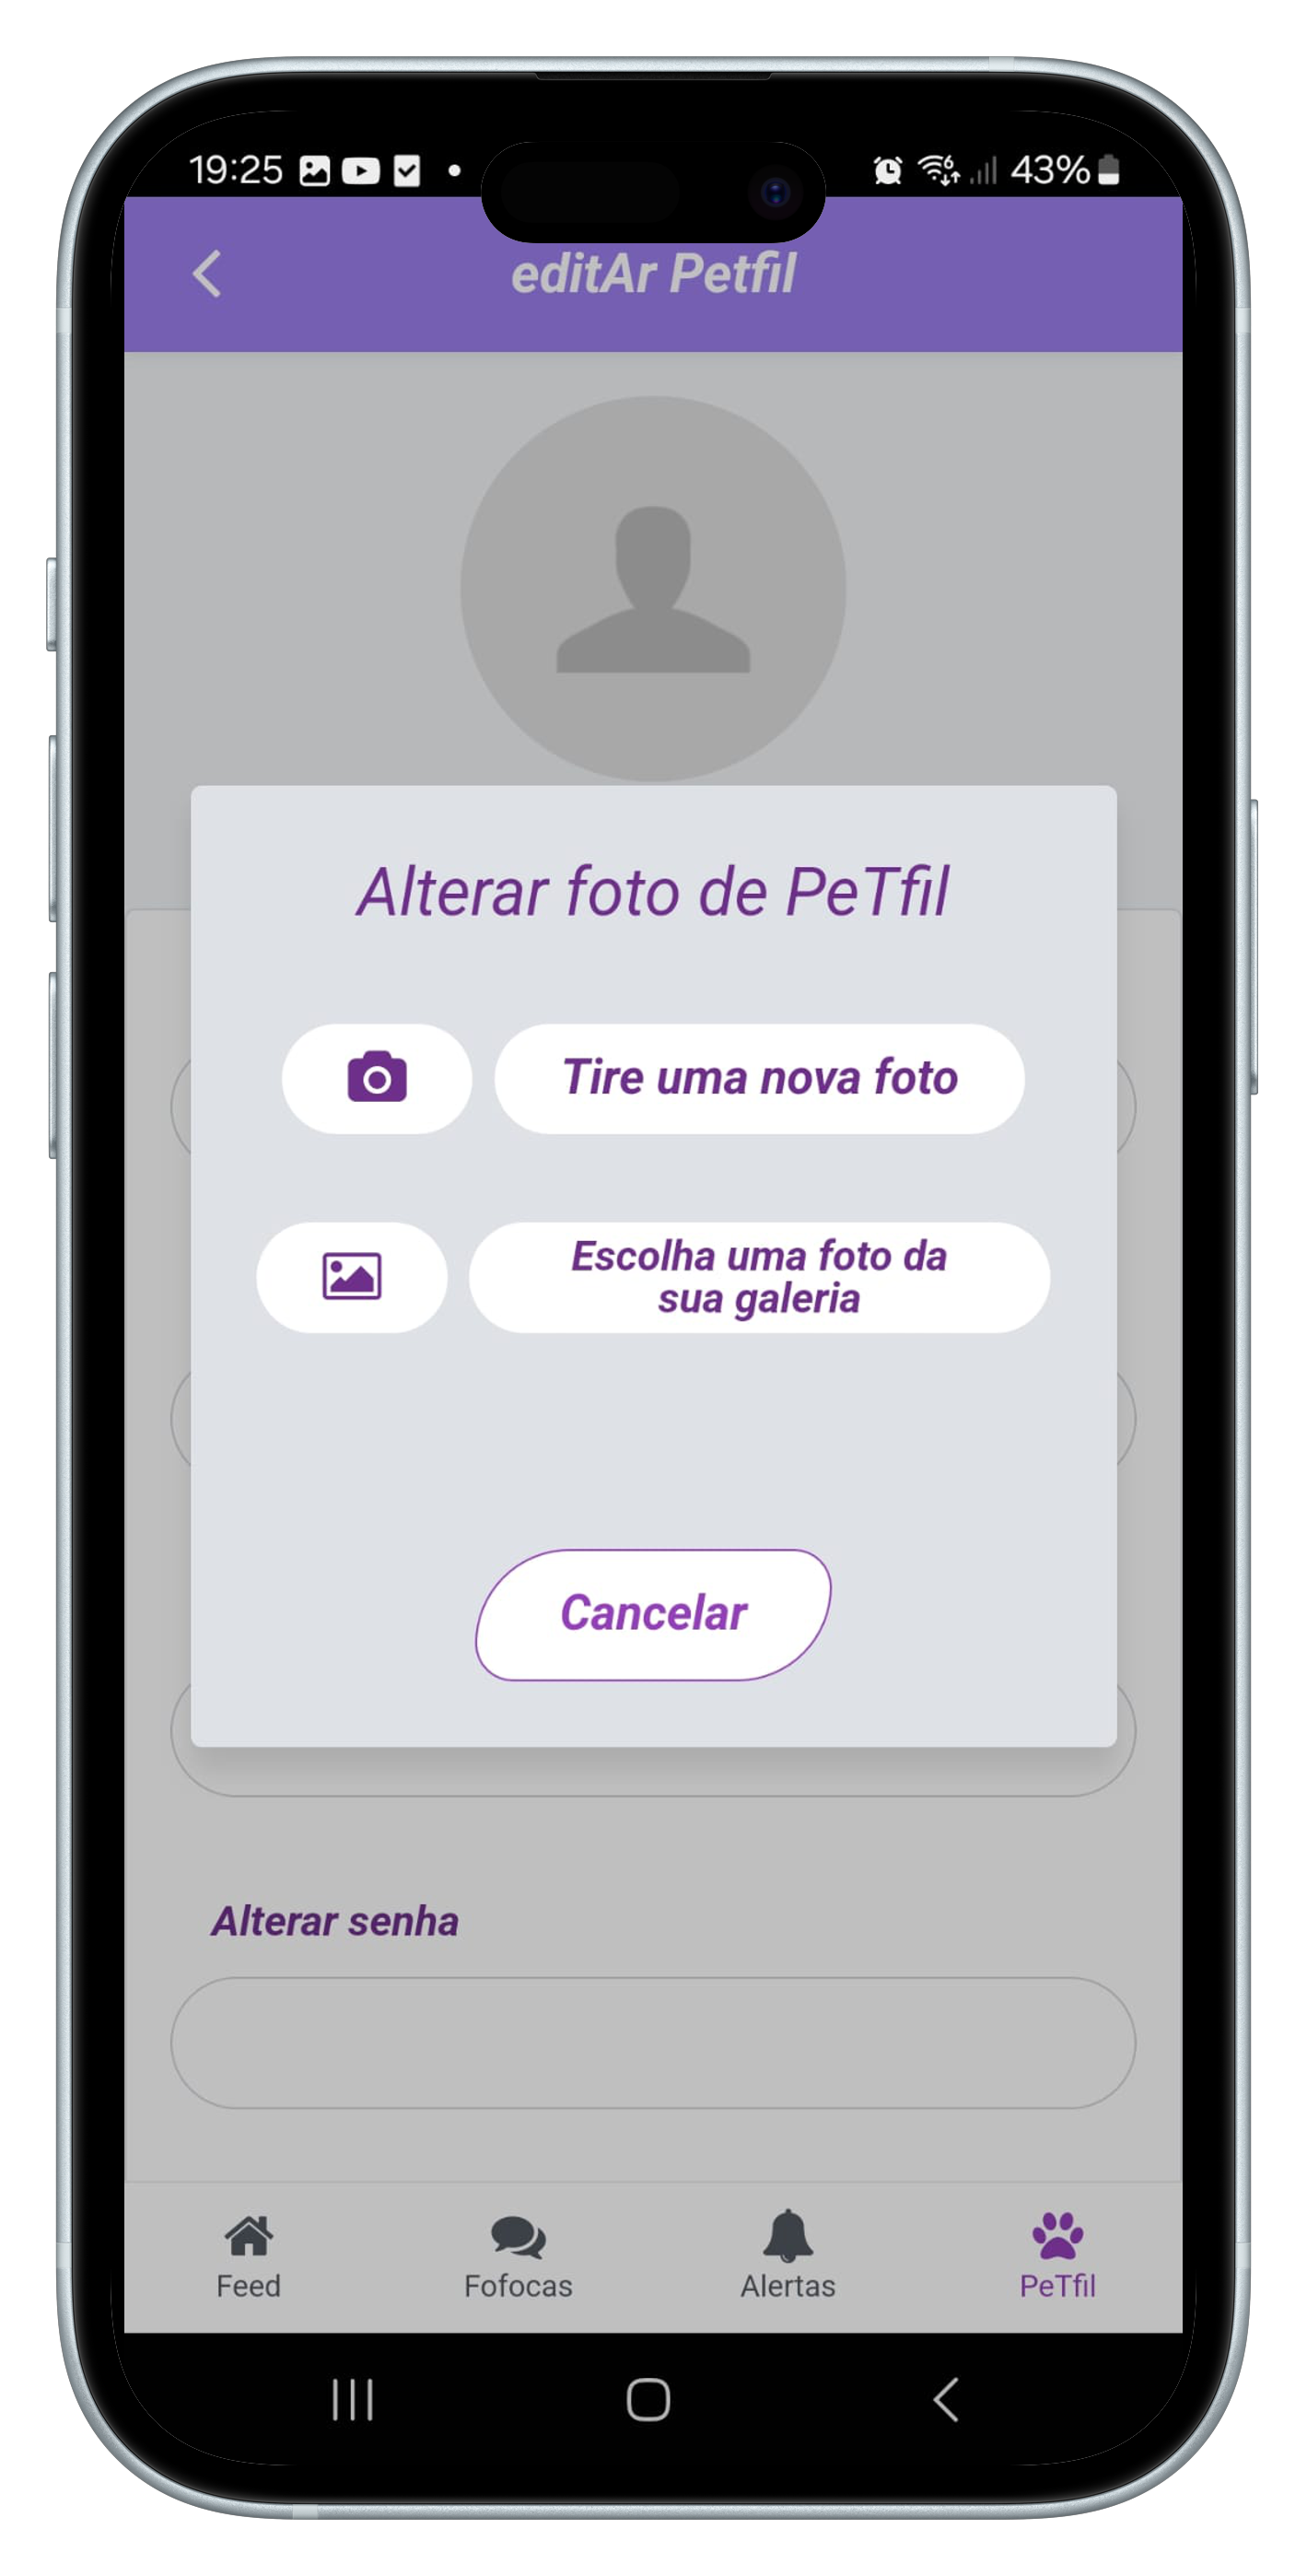 19:25 43%
editAr Petfil
Alterar foto de PeTfil
Tire uma nova foto
Escolha uma foto da
sua galeria
Cancelar
Alterar senha
Feed Fofocas Alertas PeTfil